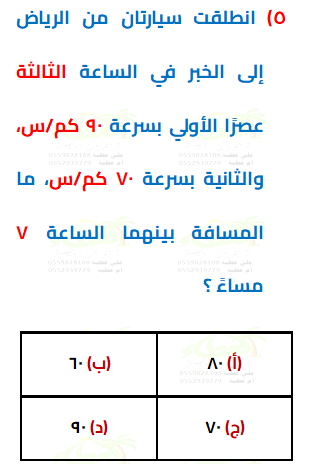 ٥) انطلقت سيارتان من الرياض
إلى الخبر في الساعة الثالثة
عصرًا الأولي بسرعة ٩٠ كم/س،
والثانية بسرعة ٧٠ كم/س، ما
المسافة بينهما الساعة ٧
مساءً ؟
(أ) ٨٠ (ب) ٦٠
(ج) ٧٠ (د) ٩٠